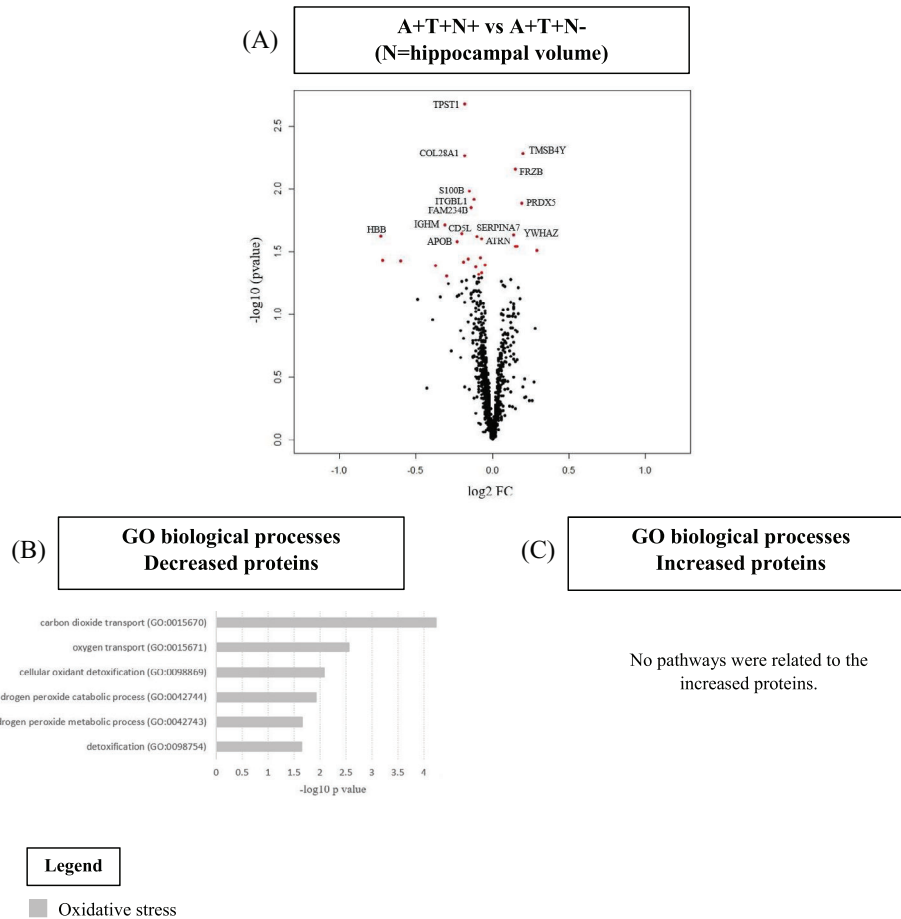 (A)
A+T+N+ vs A+T+N-
(N=hippocampal volume)
TPST1
COL28A1
TMSB4Y
FRZB
S100B
ITGBL1
PRDX5
FAM234B
IGHM
CD5L
SERPINA7
YWHAZ
HBB
APOB
ATRN
-log10 (pvalue)
2.5
2.0
1.5
1.0
0.5
0.0
-1.0 -0.5 0.0 0.5 1.0
log2 FC
(B)
GO biological processes
Decreased proteins
carbon dioxide transport (GO:0015670)
oxygen transport (GO:0015671)
cellular oxidant detoxification (GO:0098869)
drogen peroxide catabolic process (GO:0042744)
drogen peroxide metabolic process (GO:0042743)
detoxification (GO:0098754)
0 0.5 1 1.5 2 2.5 3 3.5 4
-log10 p value
(C)
GO biological processes
Increased proteins
No pathways were related to the
increased proteins.
Legend
Oxidative stress